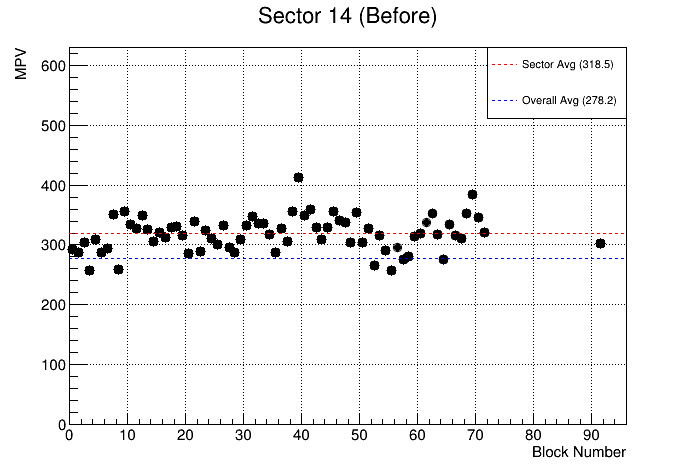 Sector 14 (Before)
MPV
600
500
400
300
200
100
0
Sector Avg (318.5)
Overall Avg (278.2)
0 10 20 30 40 50 60 70 80 90
Block Number